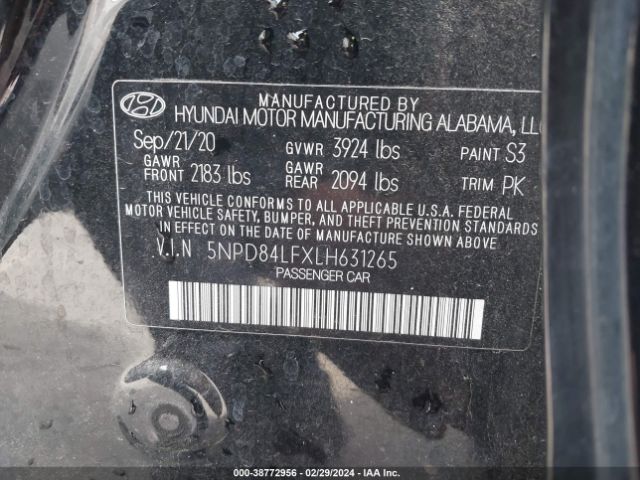 MANUFACTURED BY
HYUNDAI MOTOR MANUFACTURING ALABAMA, LLC
Sep/21/20 GVWR 3924 lbs PAINT S3
GAWR FRONT 2183 lbs GAWR REAR 2094 lbs TRIM PK
THIS VEHICLE CONFORMS TO ALL APPLICABLE U.S.A. FEDERAL
MOTOR VEHICLE SAFETY, BUMPER, AND THEFT PREVENTION STANDARDS
IN EFFECT ON THE DATE OF MANUFACTURE SHOWN ABOVE.
V.I.N 5NPD84LFXLH631265
PASSENGER CAR
000-38772956 - 02/29/2024 - IAA Inc.